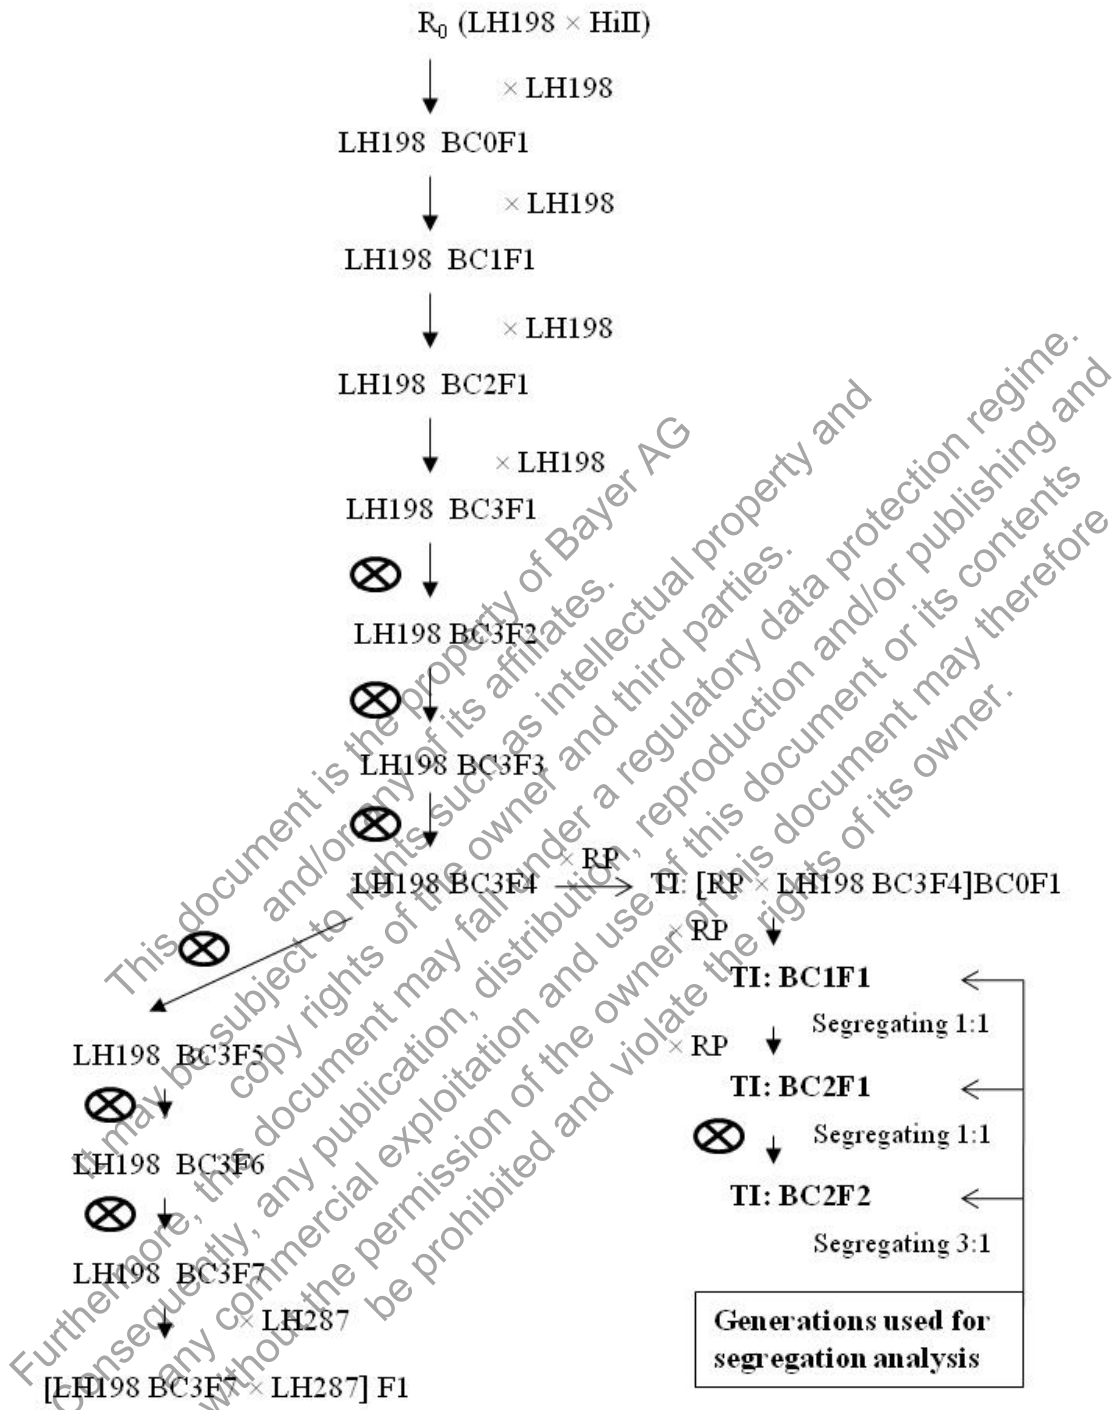 R0 (LH198 × HiII)
× LH198
LH198 BC0F1
× LH198
LH198 BC1F1
× LH198
LH198 BC2F1
× LH198
LH198 BC3F1
LH198 BC3F2
LH198 BC3F3
LH198 BC3F4
× RP
TI: [RP × LH198 BC3F4]BC0F1
× RP
TI: BC1F1
Segregating 1:1
× RP
TI: BC2F1
Segregating 1:1
TI: BC2F2
Segregating 3:1
Generations used for
segregation analysis
LH198 BC3F5
LH198 BC3F6
LH198 BC3F7
× LH287
[LH198 BC3F7 × LH287] F1
This document is the property of Bayer AG
and/or any of its affiliates.
It may be subject to rights such as intellectual property and
copy rights of the owner and third parties.
Furthermore, this document may fall under a regulatory data protection regime.
Consequently, any publication, distribution, reproduction and/or publishing and
any commercial exploitation and use of this document or its contents
without the permission of the owner of this document may therefore
be prohibited and violate the rights of its owner.